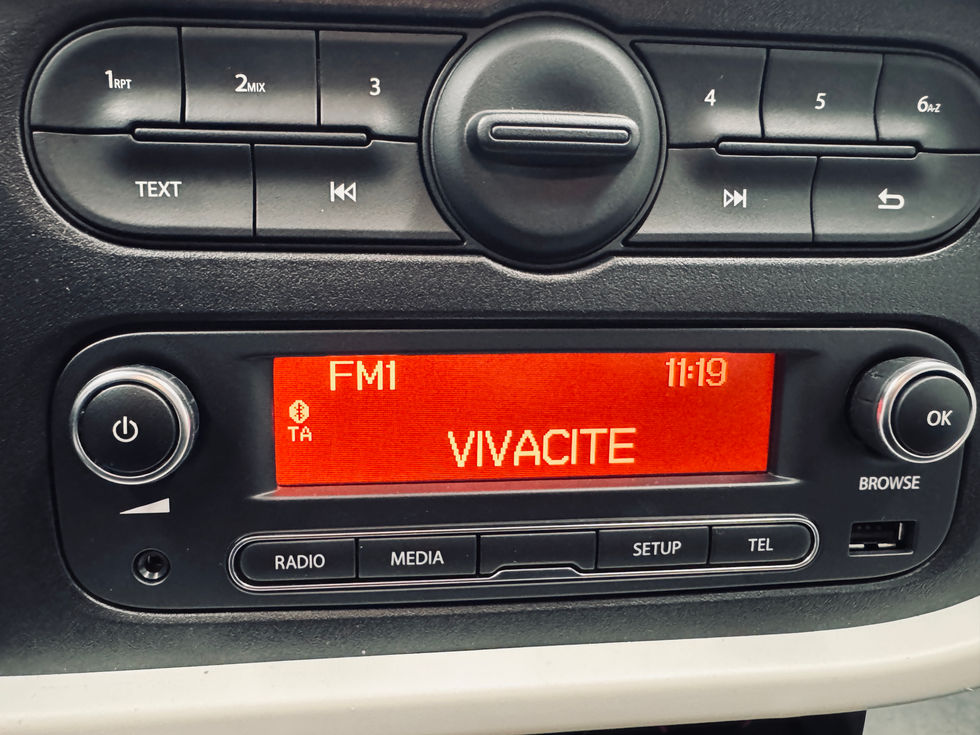 1RPT 2MIX 3 4 5 6A-Z
TEXT
FM1 11:19
TA
VIVACITE
OK
BROWSE
RADIO MEDIA SETUP TEL